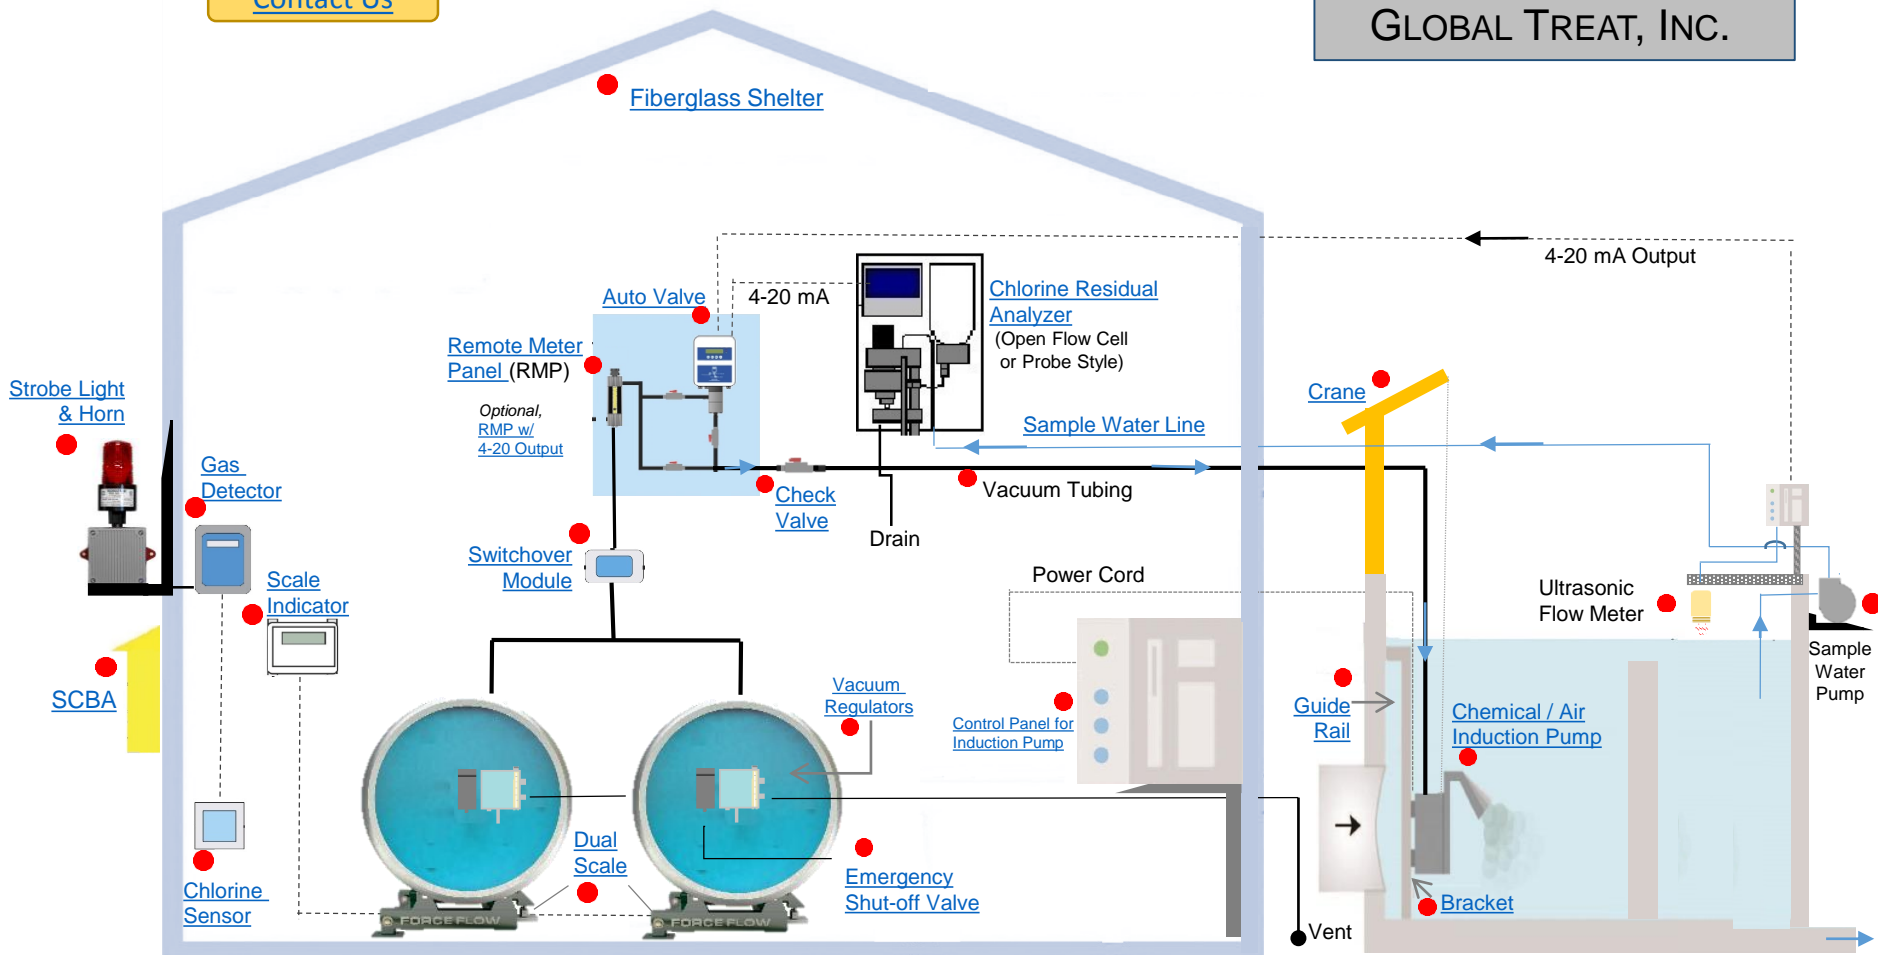 Contact Us
GLOBAL TREAT, INC.
Fiberglass Shelter
4-20 mA Output
Auto Valve
4-20 mA
Chlorine Residual
Analyzer
(Open Flow Cell
or Probe Style)
Remote Meter
Panel (RMP)
Optional,
RMP w/
4-20 Output
Strobe Light
& Horn
Crane
Sample Water Line
Gas
Detector
Check
Valve
Vacuum Tubing
Drain
Switchover
Module
Scale
Indicator
Power Cord
Ultrasonic
Flow Meter
Sample
Water
Pump
SCBA
Vacuum
Regulators
Control Panel for
Induction Pump
Guide
Rail
Chemical / Air
Induction Pump
Dual
Scale
Emergency
Shut-off Valve
Chlorine
Sensor
FORCE FLOW
FORCE FLOW
Bracket
Vent